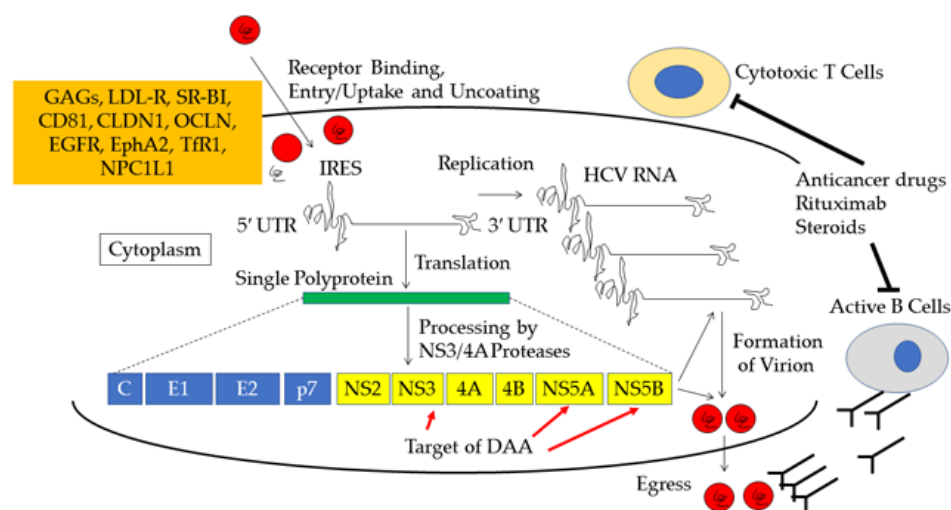 Receptor Binding,
Entry/Uptake and Uncoating
Cytotoxic T Cells
GAGs, LDL-R, SR-BI,
CD81, CLDN1, OCLN,
EGFR, EphA2, TfR1,
NPC1L1
IRES
Replication
HCV RNA
Anticancer drugs
Rituximab
Steroids
5′ UTR
3′ UTR
Cytoplasm
Translation
Single Polyprotein
Active B Cells
Processing by
NS3/4A Proteases
Formation
of Virion
C E1 E2 p7 NS2 NS3 4A 4B NS5A NS5B
Target of DAA
Egress